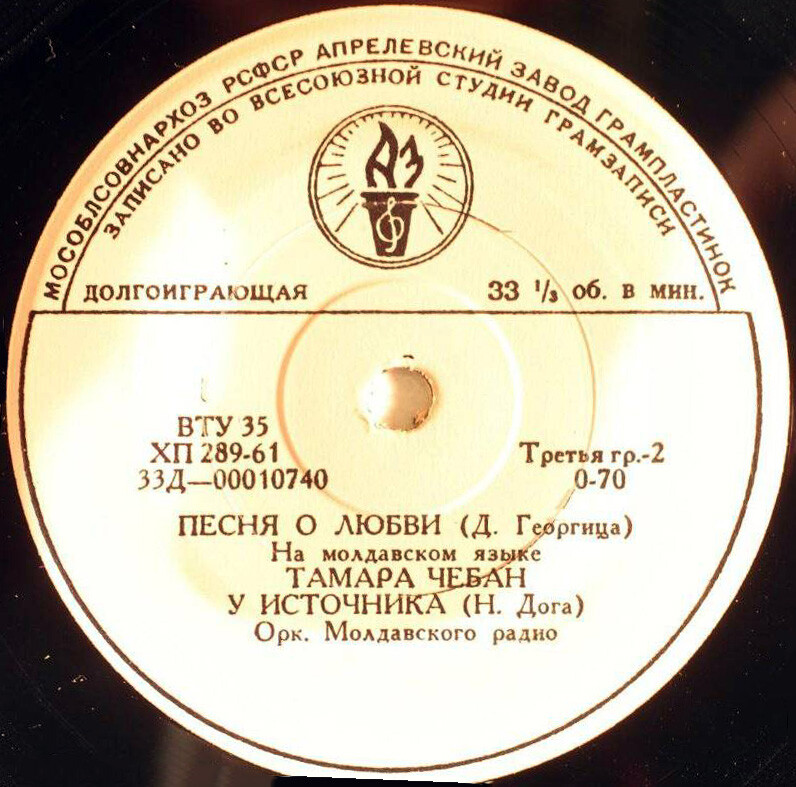 МОСОБЛСОВНАРХОЗ РСФСР АПРЕЛЕВСКИЙ ЗАВОД ГРАМПЛАСТИНОК
ЗАПИСАНО ВО ВСЕСОЮЗНОЙ СТУДИИ ГРАМЗАПИСИ
АЗ
ДОЛГОИГРАЮЩАЯ 33 1/3 об. в мин.
ВТУ 35
ХП 289-61 Третья гр.-2
33Д—00010740 0-70
ПЕСНЯ О ЛЮБВИ (Д. Георгица)
На молдавском языке
ТАМАРА ЧЕБАН
У ИСТОЧНИКА (Н. Дога)
Орк. Молдавского радио